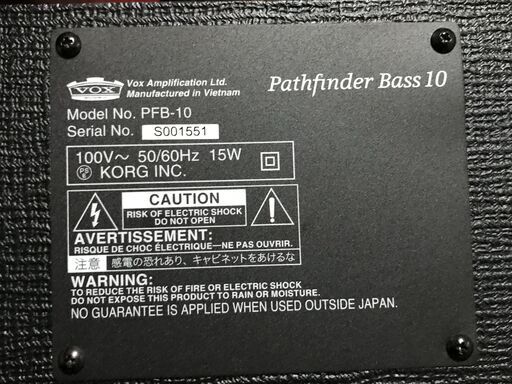 VOX
Vox Amplification Ltd.
Manufactured in Vietnam
Pathfinder Bass 10
Model No. PFB-10
Serial No. S001551
100V～ 50/60Hz 15W
PS E KORG INC.
CAUTION
RISK OF ELECTRIC SHOCK
DO NOT OPEN
AVERTISSEMENT:
RISQUE DE CHOC ÉLECTRIQUE—NE PAS OUVRIR.
注意 感電の恐れあり、キャビネットをあけるな
WARNING:
TO REDUCE THE RISK OF FIRE OR ELECTRIC SHOCK
DO NOT EXPOSE THIS PRODUCT TO RAIN OR MOISTURE.
NO GUARANTEE IS APPLIED WHEN USED OUTSIDE JAPAN.